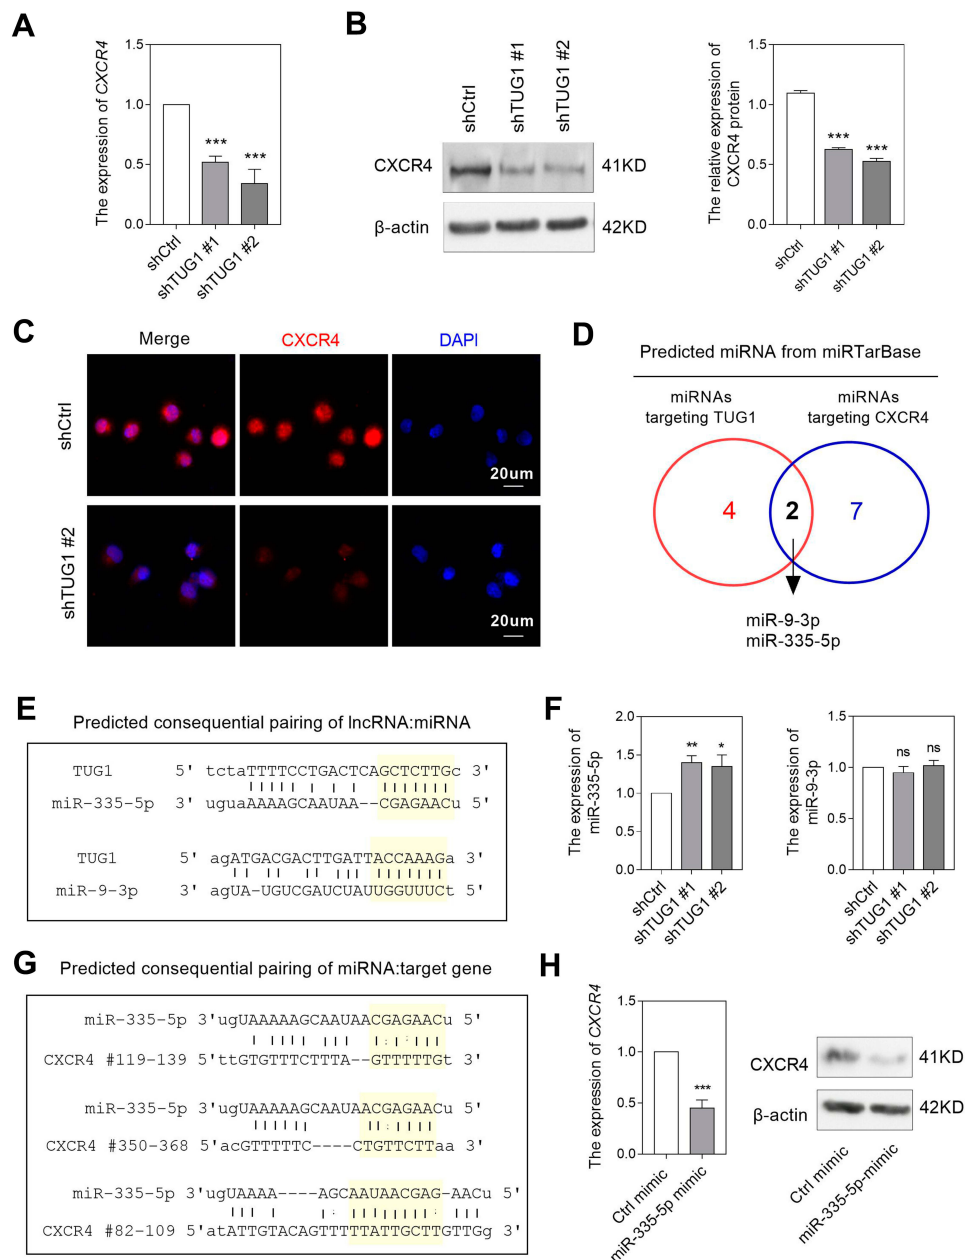 A
The expression of CXCR4
1.5
1.0
0.5
0.0
***
***
shCtrl
shTUG1 #1
shTUG1 #2
B
shCtrl
shTUG1 #1
shTUG1 #2
CXCR4
41KD
β-actin
42KD
The relative expression of
CXCR4 protein
1.5
1.0
0.5
0.0
***
***
shCtrl
shTUG1 #1
shTUG1 #2
C
Merge
CXCR4
DAPI
shCtrl
20um
shTUG1 #2
20um
D
Predicted miRNA from miRTarBase
miRNAs
targeting TUG1
miRNAs
targeting CXCR4
4
2
7
miR-9-3p
miR-335-5p
E
Predicted consequential pairing of lncRNA:miRNA
TUG1 5' tctaTTTTCCTGACTCAGCTCTTGc 3'
miR-335-5p 3' uguaAAAAGCAAUAA--CGAGAACu 5'
TUG1 5' agATGACGACTTGATTACCAAAGa 3'
miR-9-3p 3' agUA-UGUCGAUCUAUUGGUUUCt 5'
F
The expression of
miR-335-5p
2.0
1.5
1.0
0.5
0.0
**
*
shCtrl
shTUG1 #1
shTUG1 #2
The expression of
miR-9-3p
1.5
1.0
0.5
0.0
ns
ns
shCtrl
shTUG1 #1
shTUG1 #2
G
Predicted consequential pairing of miRNA:target gene
miR-335-5p 3'ugUAAAAAGCAAUAACGAGAACu 5'
CXCR4 #119-139 5'ttGTGTTTCTTTA--GTTTTTGt 3'
miR-335-5p 3'ugUAAAAAGCAAUAACGAGAACu 5'
CXCR4 #350-368 5'acGTTTTTC----CTGTTCTTaa 3'
miR-335-5p 3'ugUAAAA----AGCAAUAACGAG-AACu 5'
CXCR4 #82-109 5'atATTGTACAGTTTTTATTGCTTGTTGg 3'
H
The expression of CXCR4
1.5
1.0
0.5
0.0
***
Ctrl mimic
miR-335-5p mimic
CXCR4
41KD
β-actin
42KD
Ctrl mimic
miR-335-5p-mimic